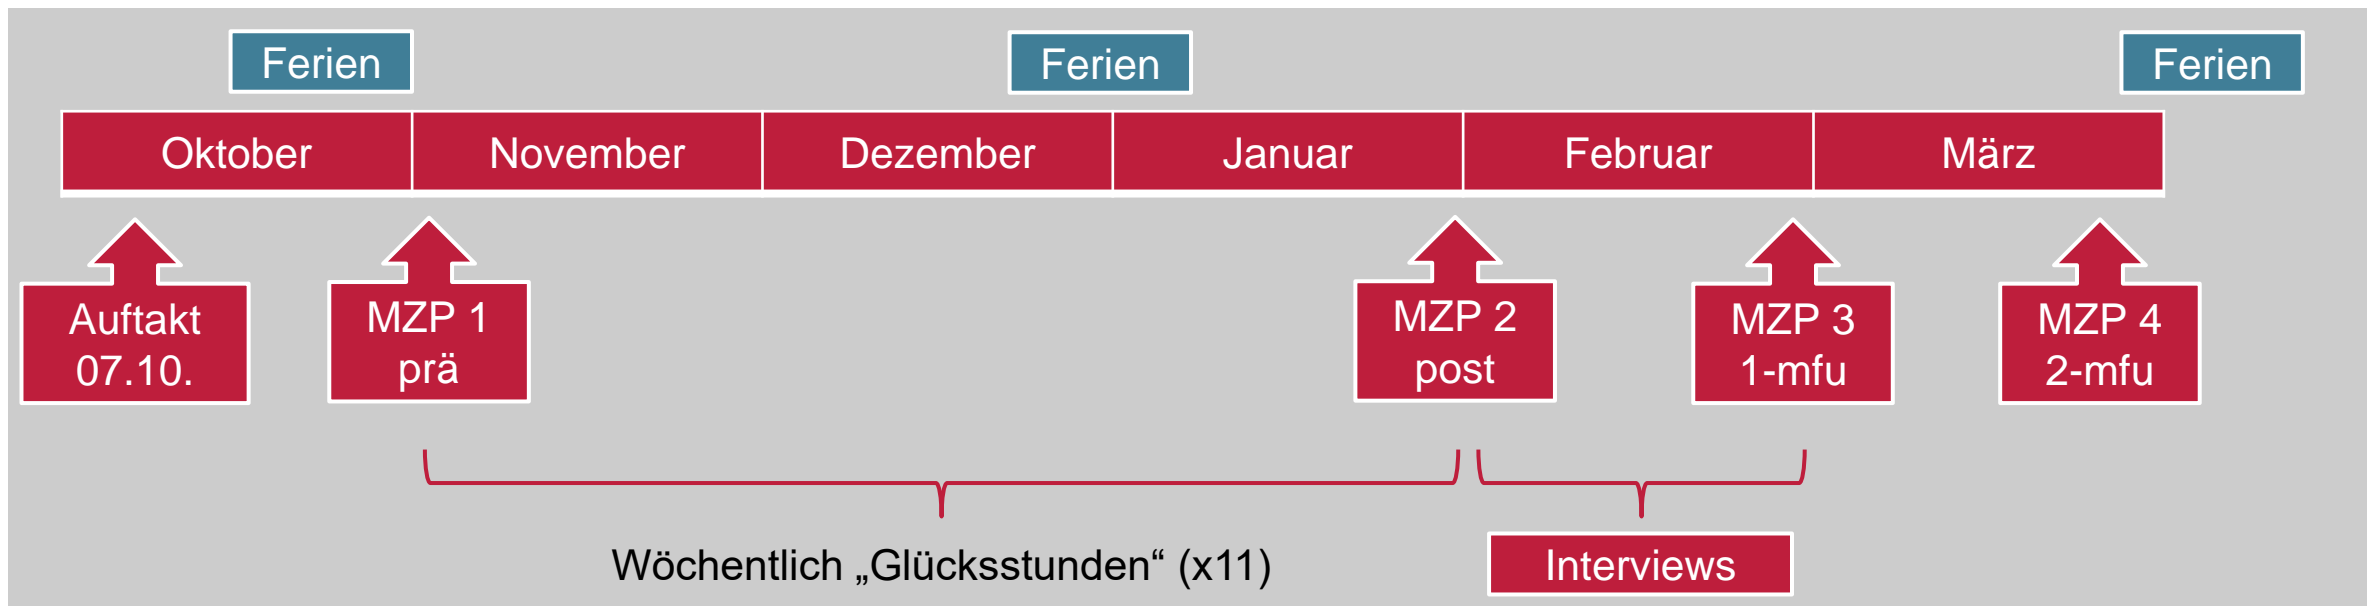 Ferien
Ferien
Ferien
Oktober
November
Dezember
Januar
Februar
März
Auftakt
07.10.
MZP 1
prä
MZP 2
post
MZP 3
1-mfu
MZP 4
2-mfu
Wöchentlich „Glücksstunden“ (x11)
Interviews